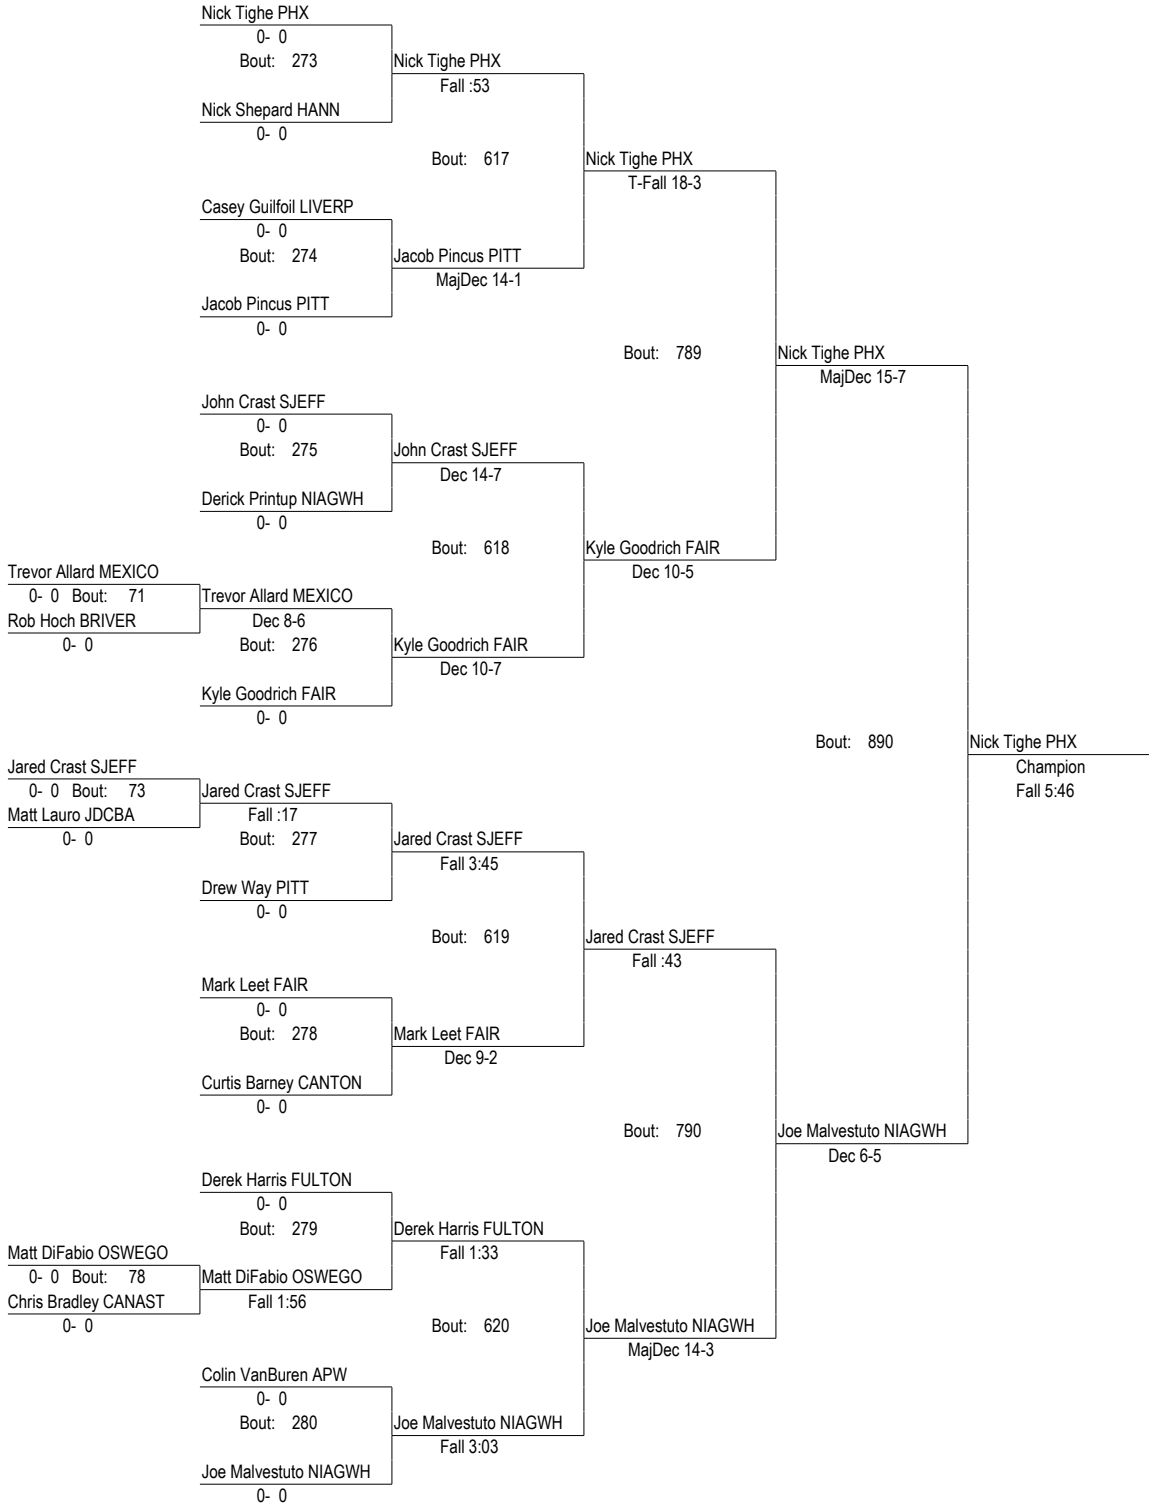 Nick Tighe PHX
0- 0
Bout: 273
Nick Tighe PHX
Fall :53
Nick Shepard HANN
0- 0
Bout: 617
Nick Tighe PHX
T-Fall 18-3
Casey Guilfoil LIVERP
0- 0
Bout: 274
Jacob Pincus PITT
MajDec 14-1
Jacob Pincus PITT
0- 0
Bout: 789
Nick Tighe PHX
MajDec 15-7
John Crast SJEFF
0- 0
Bout: 275
John Crast SJEFF
Dec 14-7
Derick Printup NIAGWH
0- 0
Bout: 618
Kyle Goodrich FAIR
Dec 10-5
Trevor Allard MEXICO
0- 0 Bout: 71
Trevor Allard MEXICO
Rob Hoch BRIVER
Dec 8-6
0- 0
Bout: 276
Kyle Goodrich FAIR
Dec 10-7
Kyle Goodrich FAIR
0- 0
Bout: 890
Nick Tighe PHX
Champion
Fall 5:46
Jared Crast SJEFF
0- 0 Bout: 73
Jared Crast SJEFF
Matt Lauro JDCBA
Fall :17
0- 0
Bout: 277
Jared Crast SJEFF
Fall 3:45
Drew Way PITT
0- 0
Bout: 619
Jared Crast SJEFF
Fall :43
Mark Leet FAIR
0- 0
Bout: 278
Mark Leet FAIR
Dec 9-2
Curtis Barney CANTON
0- 0
Bout: 790
Joe Malvestuto NIAGWH
Dec 6-5
Derek Harris FULTON
0- 0
Bout: 279
Derek Harris FULTON
Fall 1:33
Matt DiFabio OSWEGO
0- 0 Bout: 78
Matt DiFabio OSWEGO
Chris Bradley CANAST
Fall 1:56
0- 0
Bout: 620
Joe Malvestuto NIAGWH
MajDec 14-3
Colin VanBuren APW
0- 0
Bout: 280
Joe Malvestuto NIAGWH
Fall 3:03
Joe Malvestuto NIAGWH
0- 0